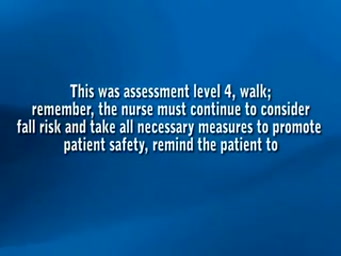 This was assessment level 4, walk;
remember, the nurse must continue to consider
fall risk and take all necessary measures to promote
patient safety, remind the patient to